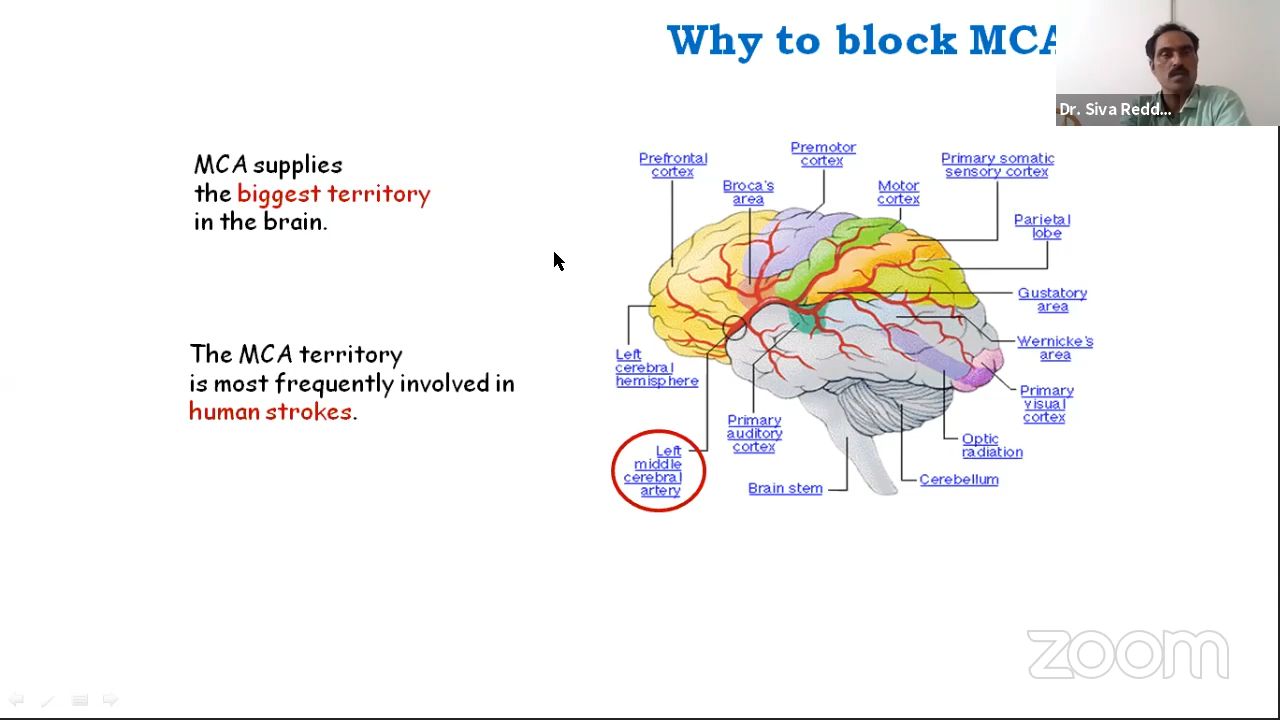 Why to block MCA
Dr. Siva Redd...
MCA supplies
the biggest territory
in the brain.
The MCA territory
is most frequently involved in
human strokes.
Prefrontal
cortex
Premotor
cortex
Primary somatic
sensory cortex
Broca's
area
Motor
cortex
Parietal
lobe
Gustatory
area
Wernicke's
area
Left
cerebral
hemisphere
Primary
visual
cortex
Primary
auditory
cortex
Optic
radiation
Left
middle
cerebral
artery
Brain stem
Cerebellum
zoom